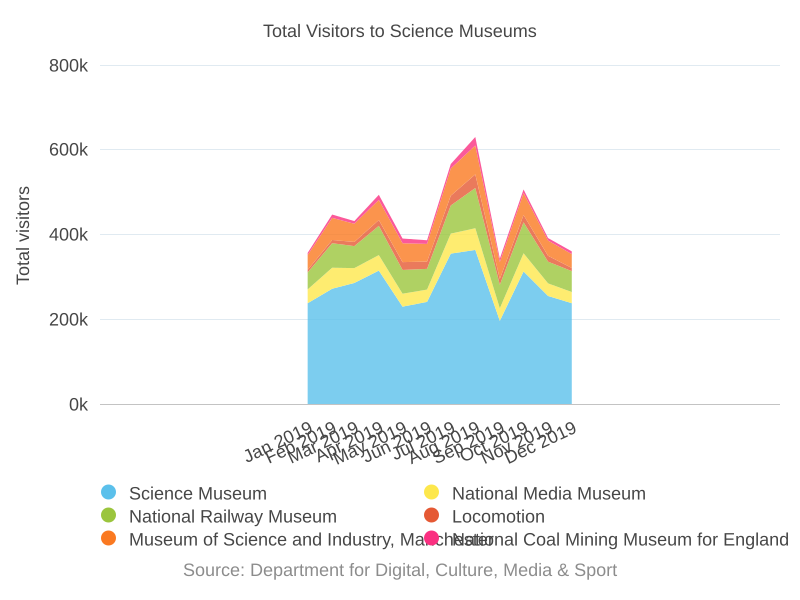 Total Visitors to Science Museums
800k
600k
400k
200k
0k
Total visitors
Jan 2019
Feb 2019
Mar 2019
Apr 2019
May 2019
Jun 2019
Jul 2019
Aug 2019
Sep 2019
Oct 2019
Nov 2019
Dec 2019
Science Museum
National Media Museum
National Railway Museum
Locomotion
Museum of Science and Industry, Manchester
National Coal Mining Museum for England
Source: Department for Digital, Culture, Media & Sport